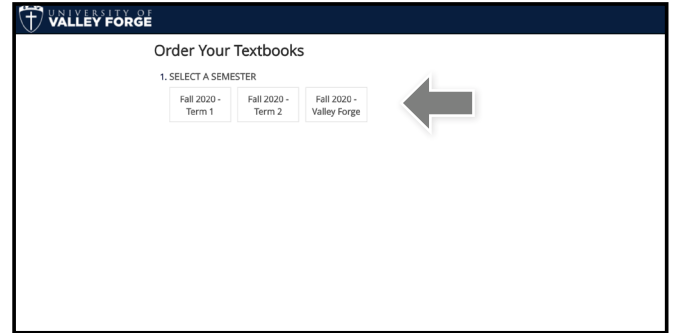 UNIVERSITY OF
VALLEY FORGE
Order Your Textbooks
1. SELECT A SEMESTER
Fall 2020 -
Term 1
Fall 2020 -
Term 2
Fall 2020 -
Valley Forge